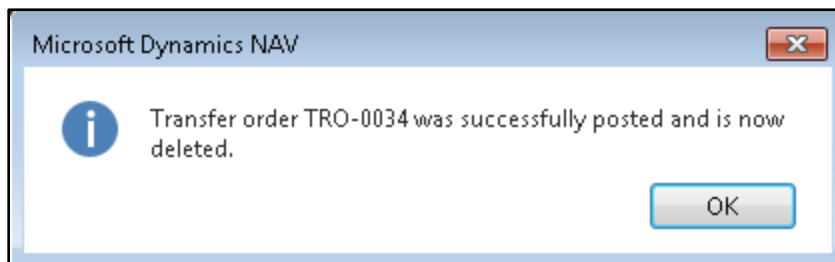 Microsoft Dynamics NAV
Transfer order TRO-0034 was successfully posted and is now
deleted.
OK